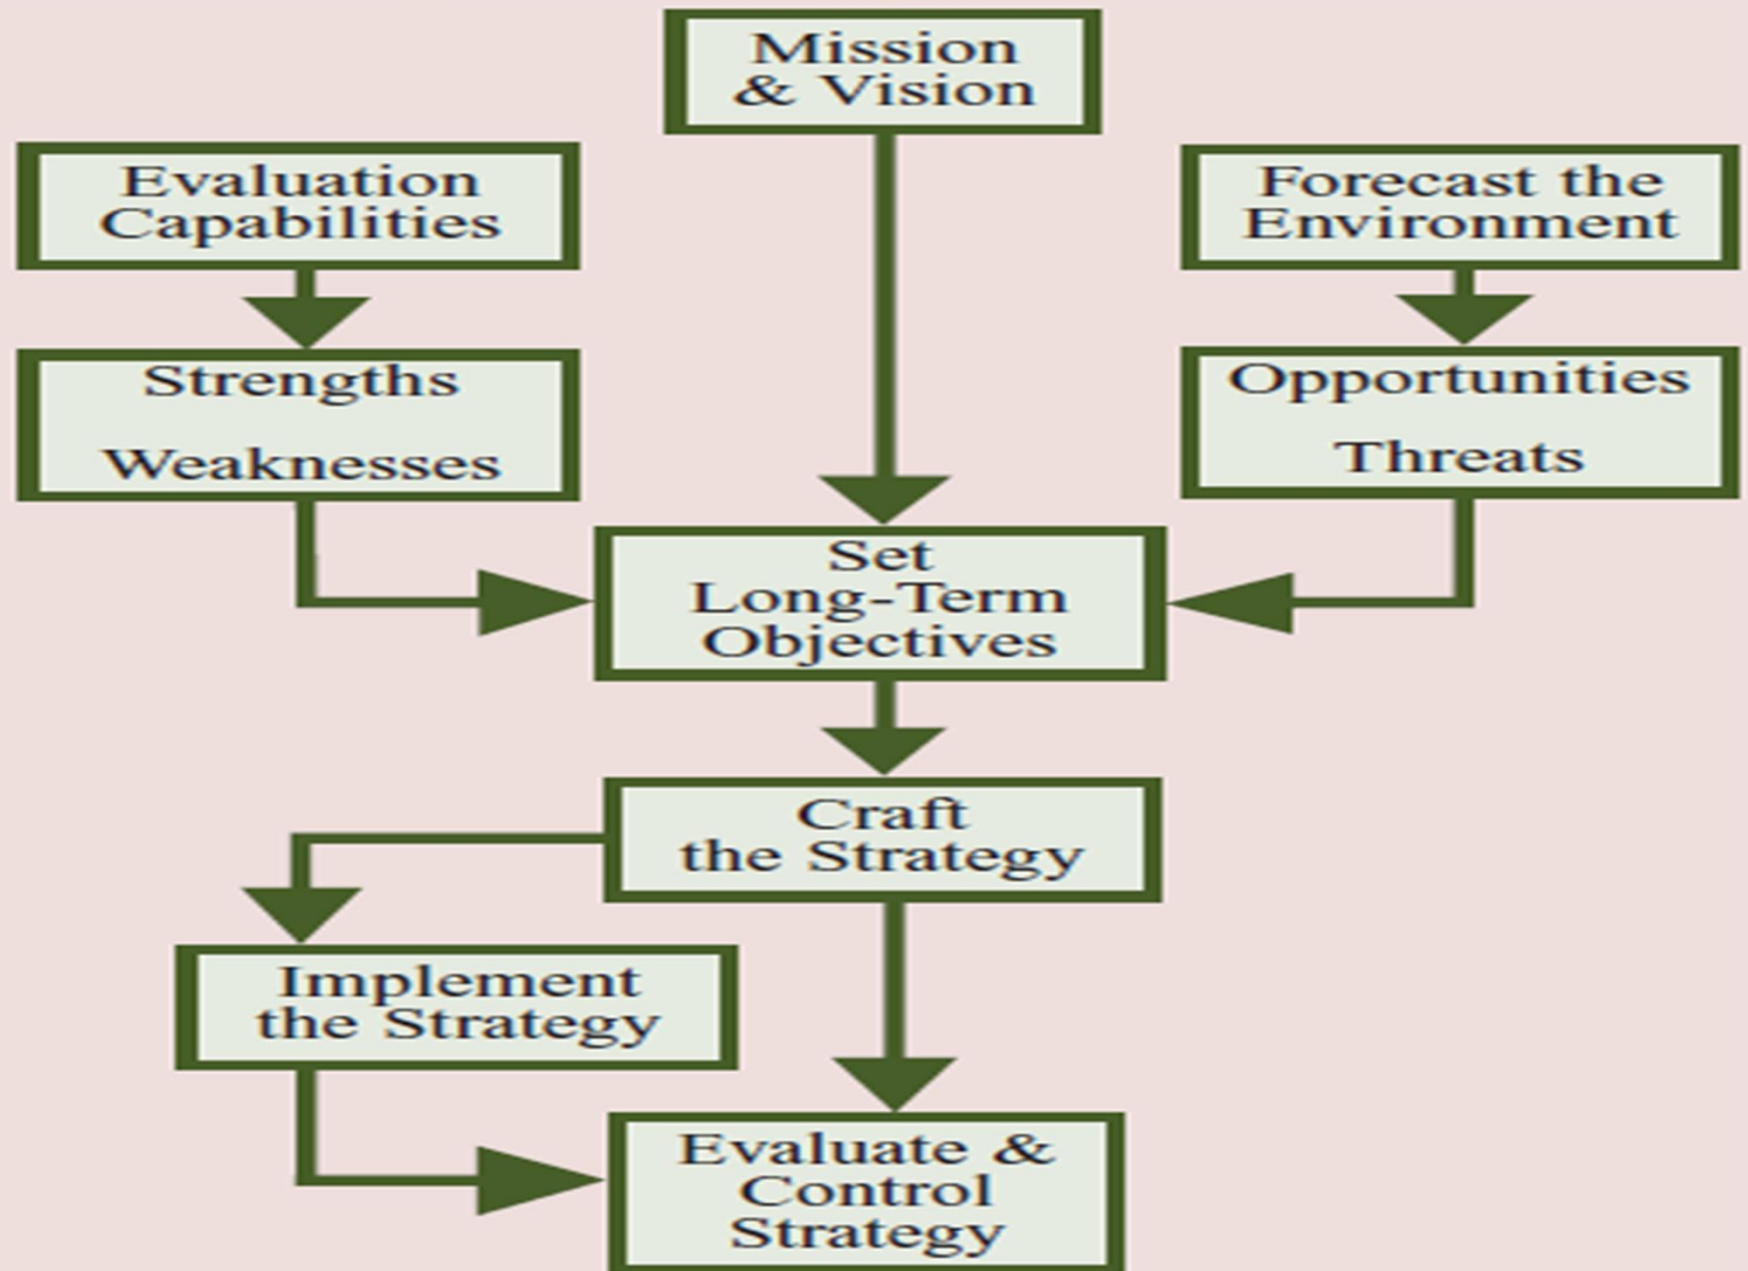 Mission
& Vision
Evaluation
Capabilities
Forecast the
Environment
Strengths
Weaknesses
Opportunities
Threats
Set
Long-Term
Objectives
Craft
the Strategy
Implement
the Strategy
Evaluate &
Control
Strategy